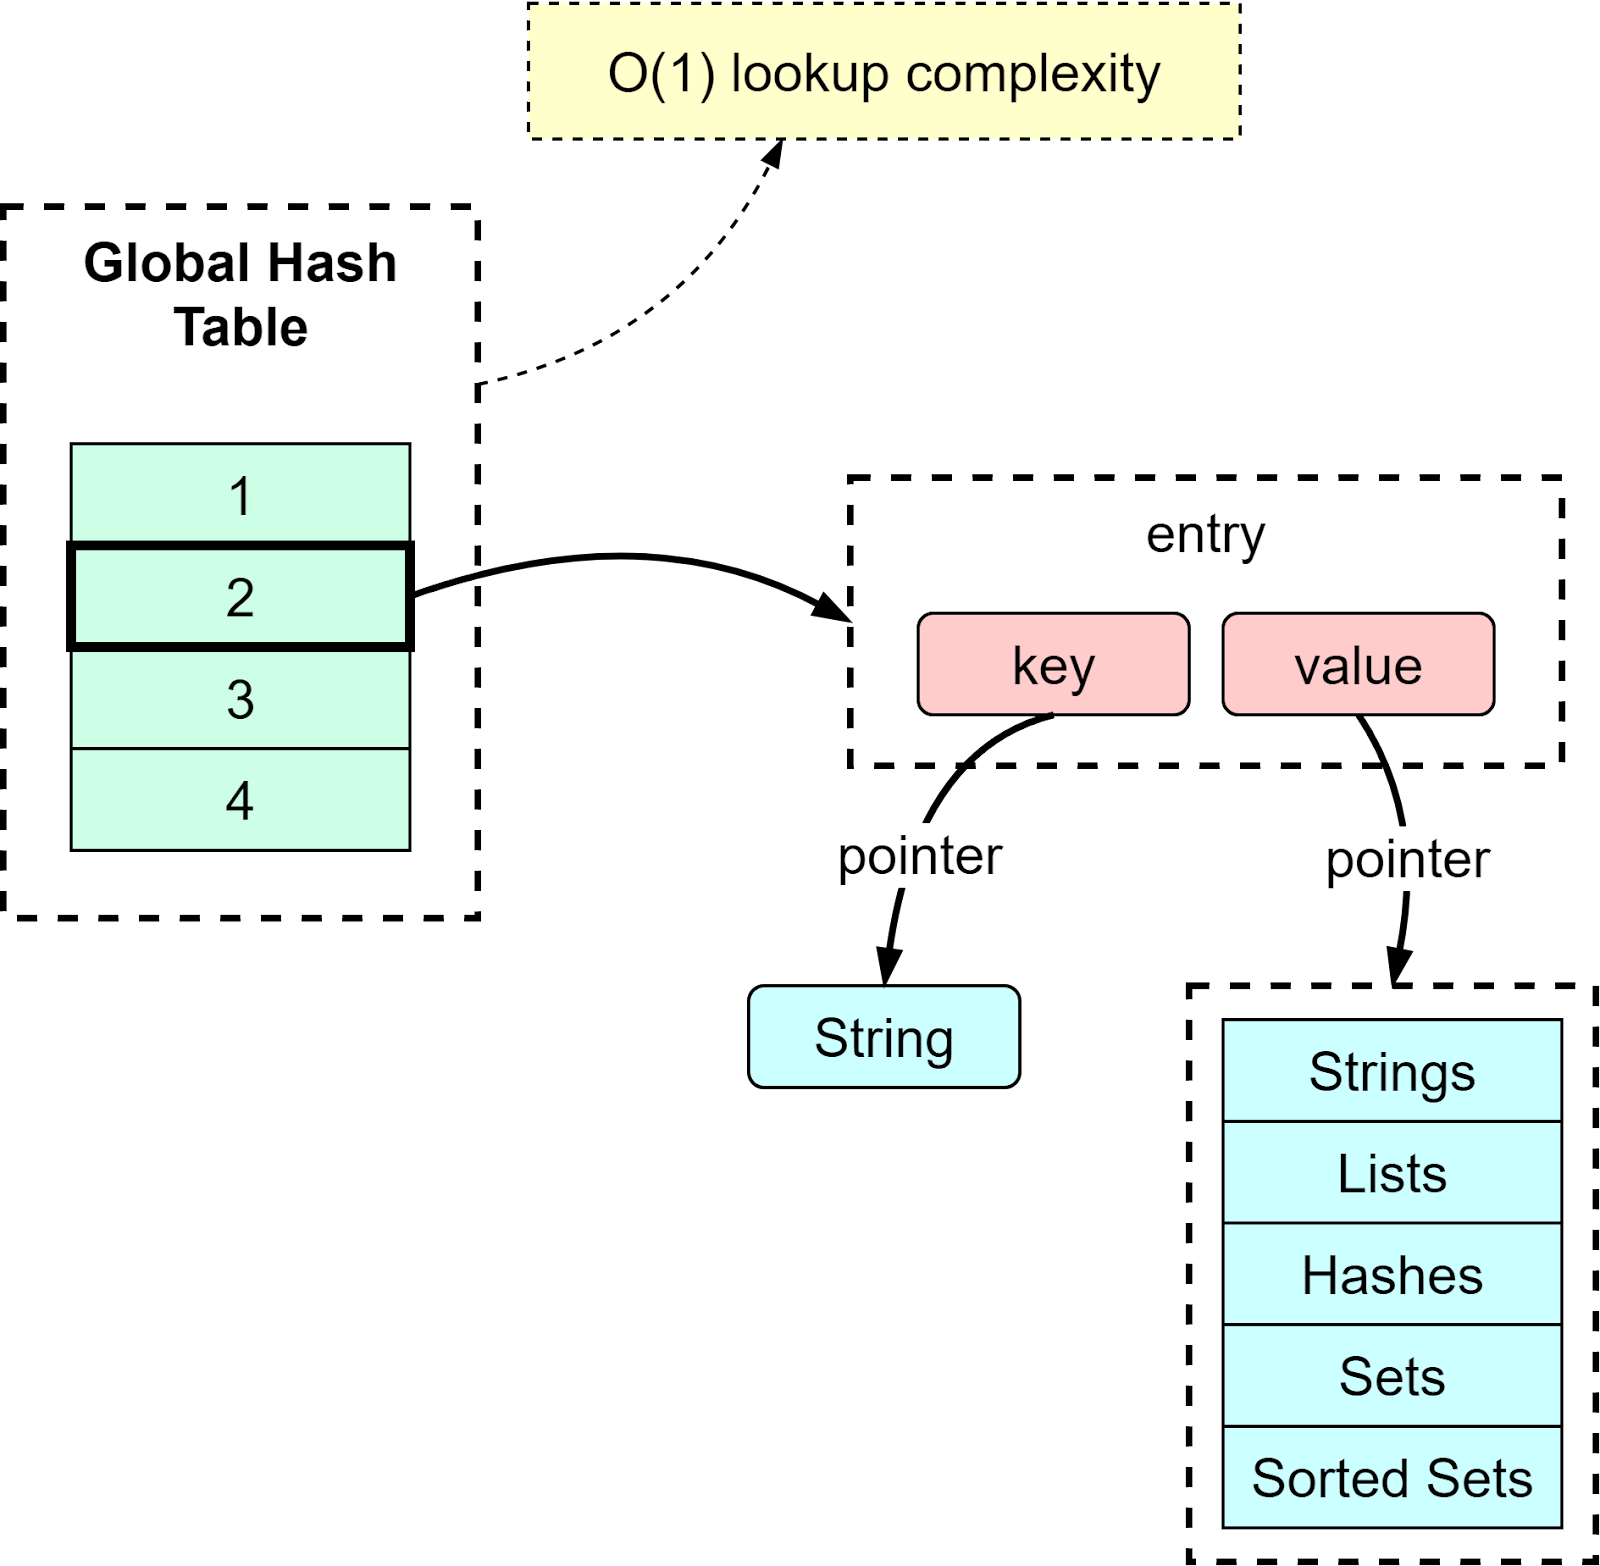 O(1) lookup complexity
Global Hash
Table
1
2
3
4
entry
key
value
pointer
pointer
String
Strings
Lists
Hashes
Sets
Sorted Sets